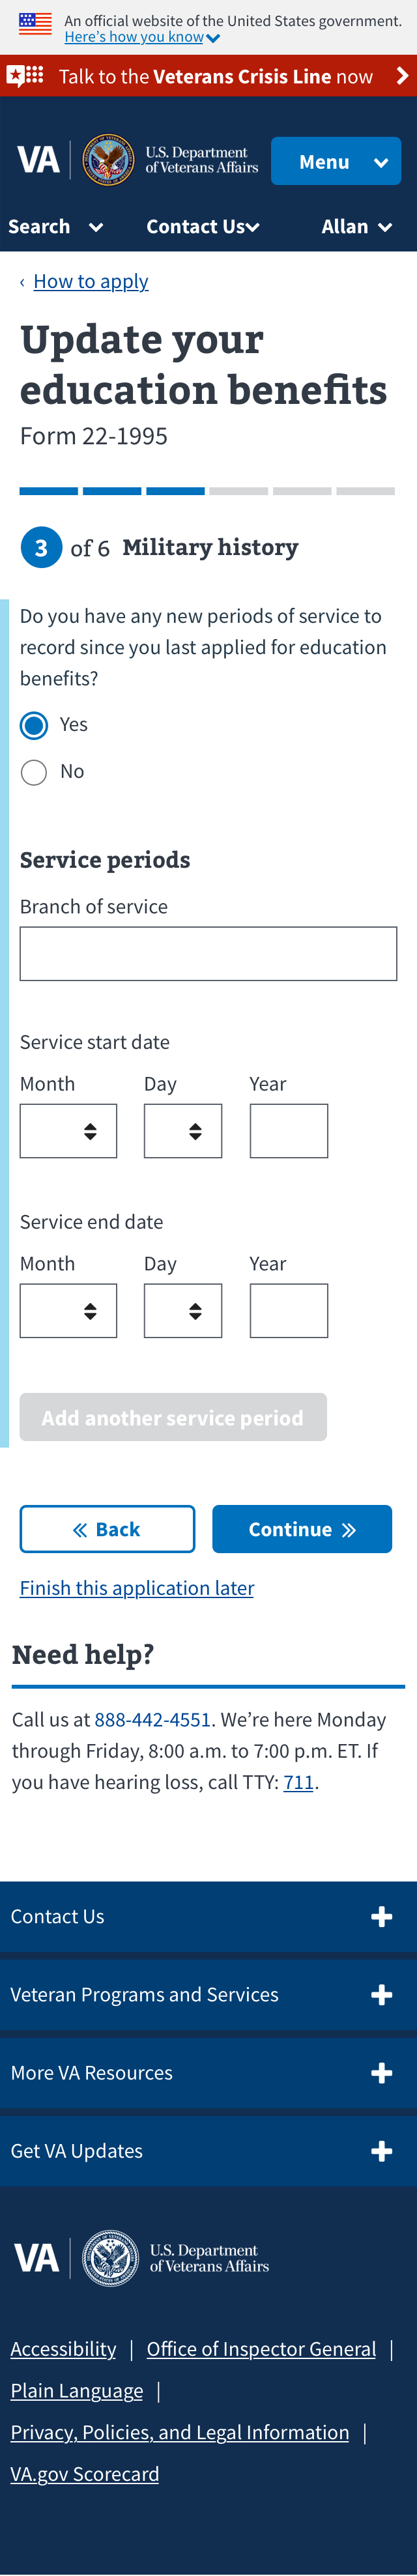 An official website of the United States government.
Here’s how you know
Talk to the Veterans Crisis Line now
VA
U.S. Department
of Veterans Affairs
Menu
Search
Contact Us
Allan
‹ How to apply
Update your
education benefits
Form 22-1995
3 of 6 Military history
Do you have any new periods of service to
record since you last applied for education
benefits?
Yes
No
Service periods
Branch of service
Service start date
Month Day Year
Service end date
Month Day Year
Add another service period
« Back
Continue »
Finish this application later
Need help?
Call us at 888-442-4551. We’re here Monday
through Friday, 8:00 a.m. to 7:00 p.m. ET. If
you have hearing loss, call TTY: 711.
Contact Us
Veteran Programs and Services
More VA Resources
Get VA Updates
VA
U.S. Department
of Veterans Affairs
Accessibility | Office of Inspector General |
Plain Language |
Privacy, Policies, and Legal Information |
VA.gov Scorecard